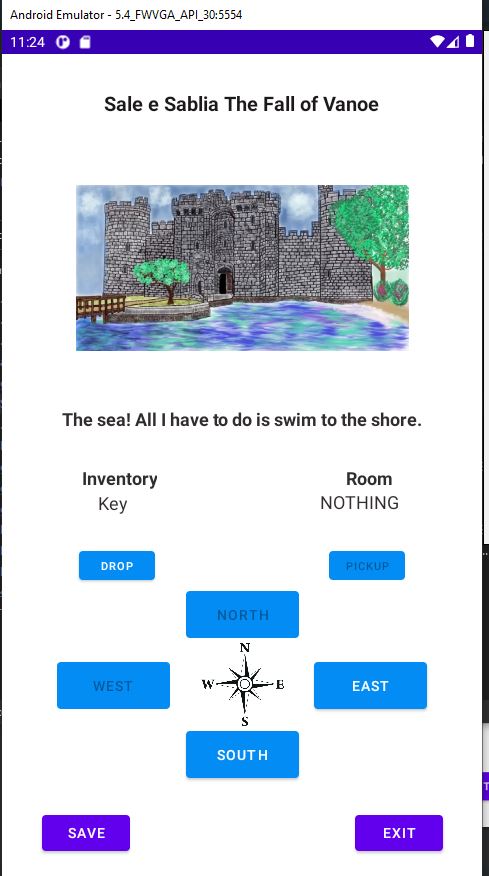 Android Emulator - 5.4_FWVGA_API_30:5554
11:24
Sale e Sablia The Fall of Vanoe
The sea! All I have to do is swim to the shore.
Inventory Room
Key NOTHING
DROP PICKUP
NORTH
N
WEST W E EAST
S
SOUTH
SAVE EXIT